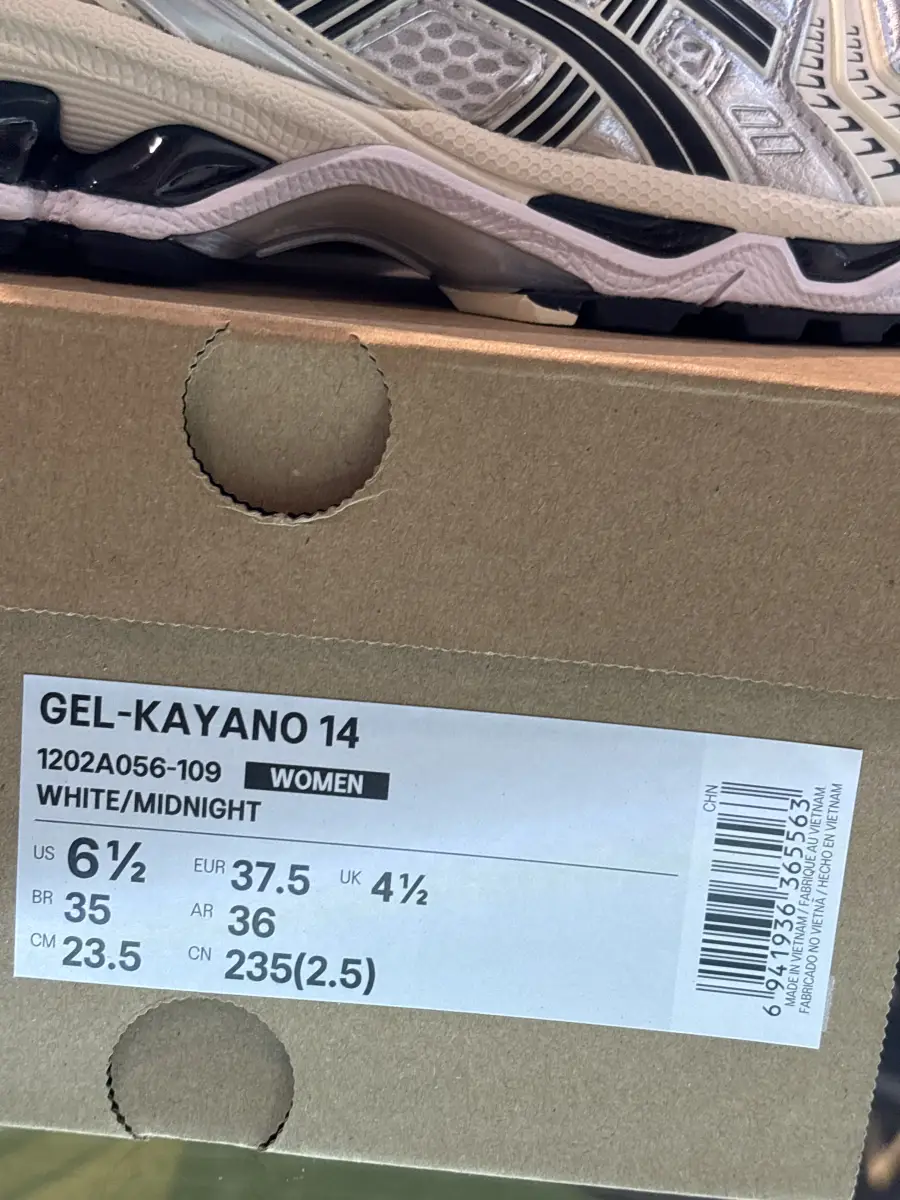 GEL-KAYANO 14
1202A056-109 WOMEN
WHITE/MIDNIGHT
US 6½ EUR 37.5 UK 4½
BR 35 AR 36
CM 23.5 CN 235(2.5)
CHN
6 941936 365563
MADE IN VIETNAM / FABRIQUÉ AU VIETNAM
FABRICADO NO VIETNÃ / HECHO EN VIETNAM